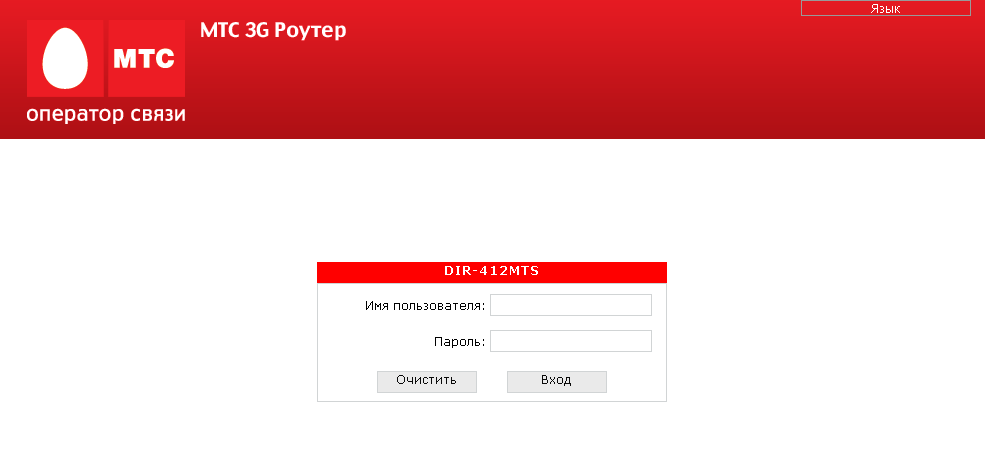 Язык
МТС 3G Роутер
МТС
оператор связи
DIR-412MTS
Имя пользователя:
Пароль:
Очистить Вход